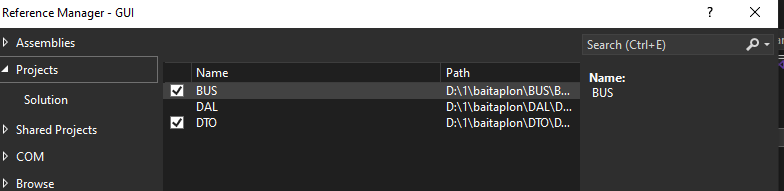 Reference Manager - GUI
? X
Assemblies
Projects
Solution
Shared Projects
COM
Browse
Name Path
BUS D:\1\baitaplon\BUS\B...
DAL D:\1\baitaplon\DAL\D...
DTO D:\1\baitaplon\DTO\D...
Search (Ctrl+E)
Name:
BUS